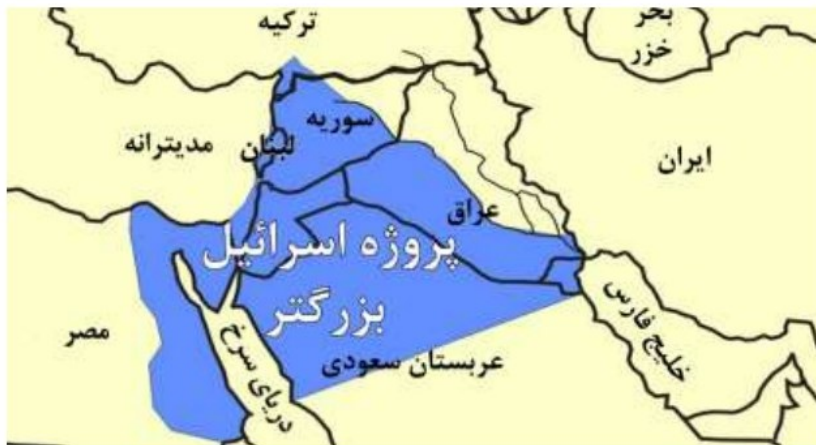 ترکیه
بحر
خزر
سوریه
مدیترانه
لبنان
ایران
عراق
پروژه اسرائیل
بزرگتر
مصر
خلیج فارس
دریای سرخ
عربستان سعودی